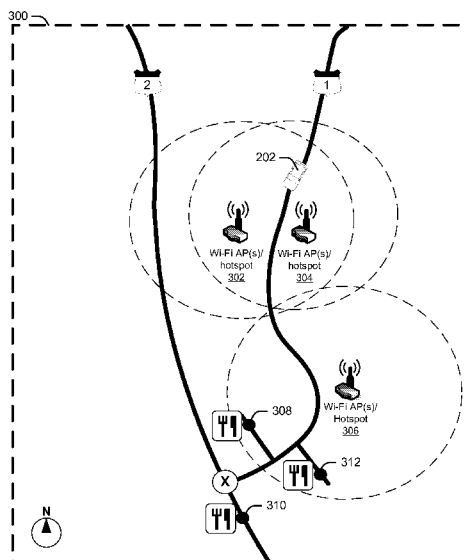 300
2
1
202
Wi-Fi AP(s)/
hotspot
302
Wi-Fi AP(s)/
hotspot
304
Wi-Fi AP(s)/
Hotspot
306
308
312
X
310
N